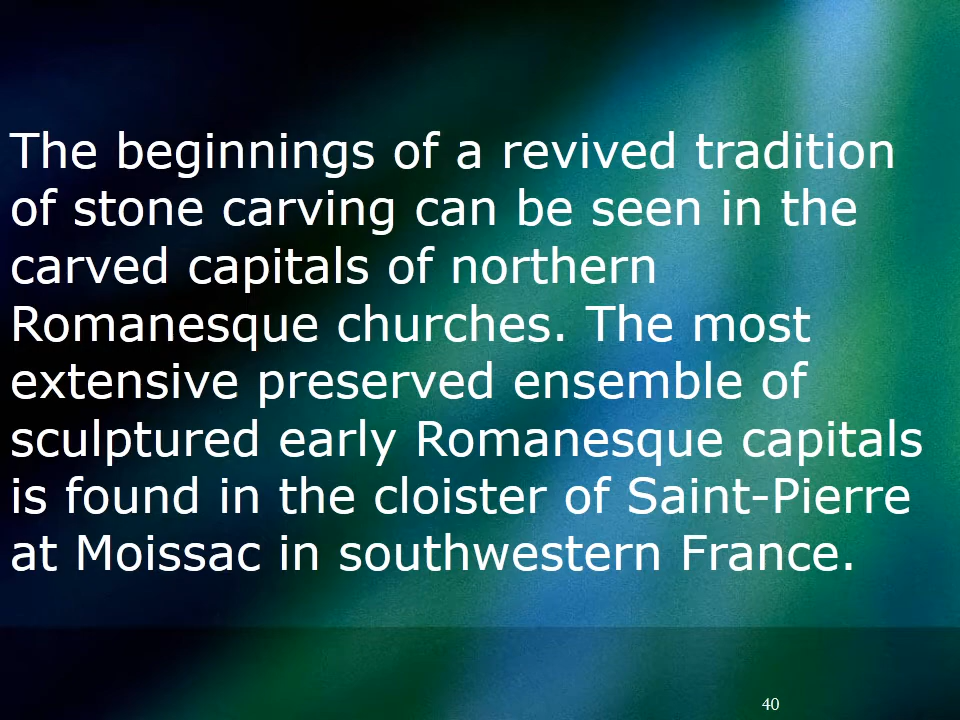 The beginnings of a revived tradition
of stone carving can be seen in the
carved capitals of northern
Romanesque churches. The most
extensive preserved ensemble of
sculptured early Romanesque capitals
is found in the cloister of Saint-Pierre
at Moissac in southwestern France.
40